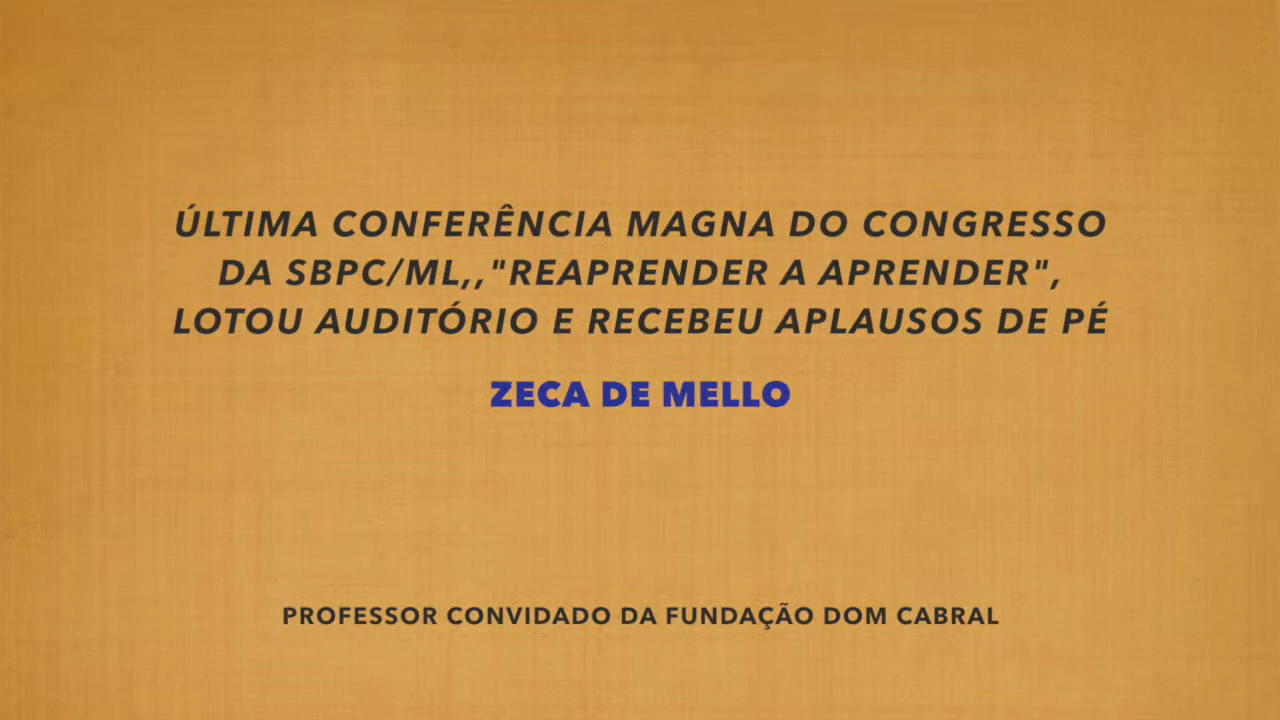 ÚLTIMA CONFERÊNCIA MAGNA DO CONGRESSO
DA SBPC/ML,,"REAPRENDER A APRENDER",
LOTOU AUDITÓRIO E RECEBEU APLAUSOS DE PÉ
ZECA DE MELLO
PROFESSOR CONVIDADO DA FUNDAÇÃO DOM CABRAL